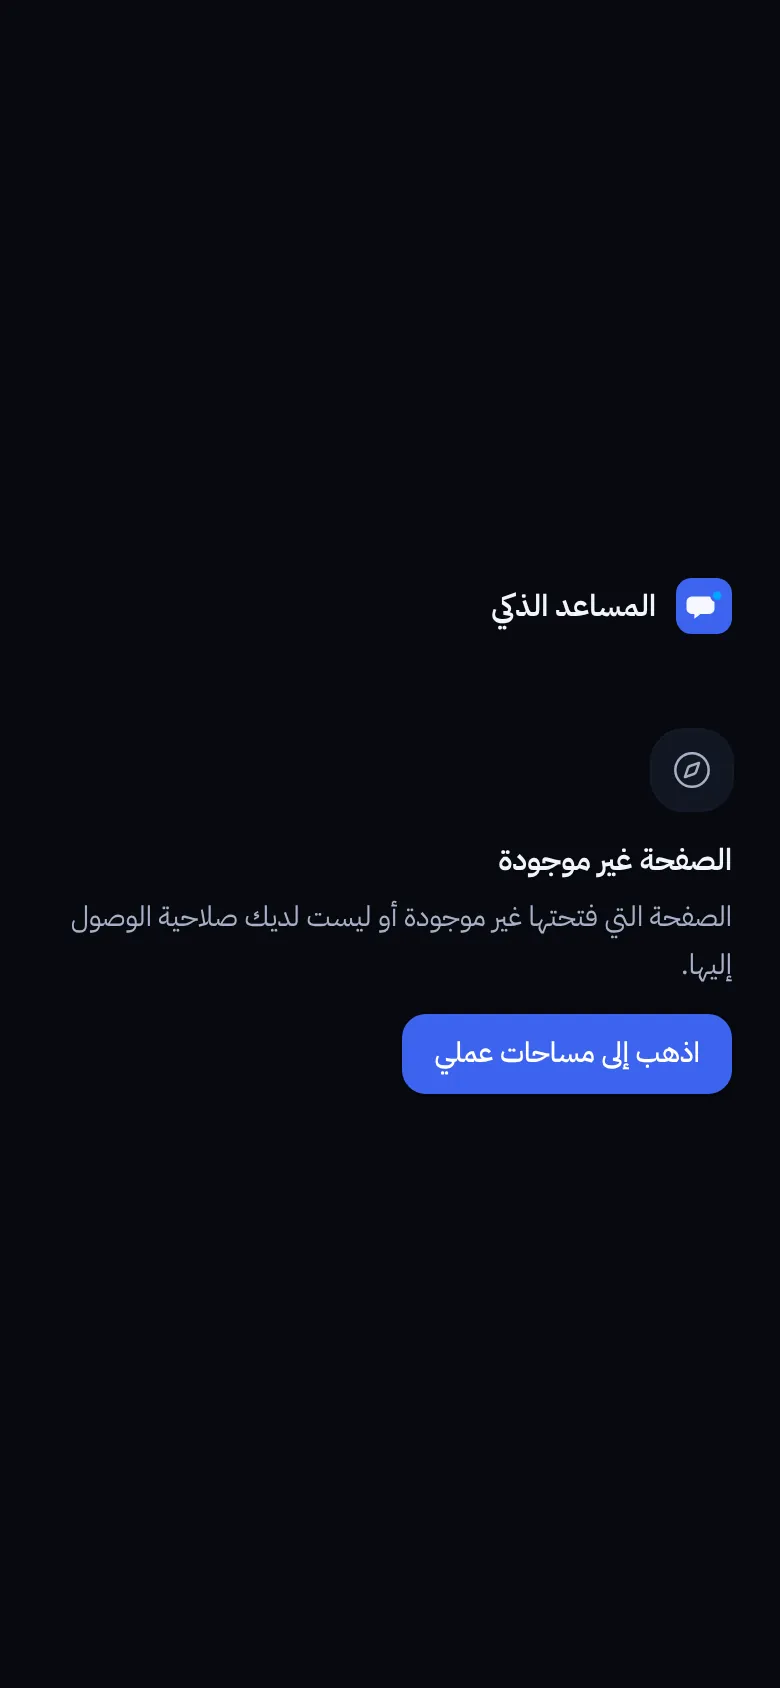 المساعد الذكي
الصفحة غير موجودة
الصفحة التي فتحتها غير موجودة أو ليست لديك صلاحية الوصول
إليها.
اذهب إلى مساحات عملي